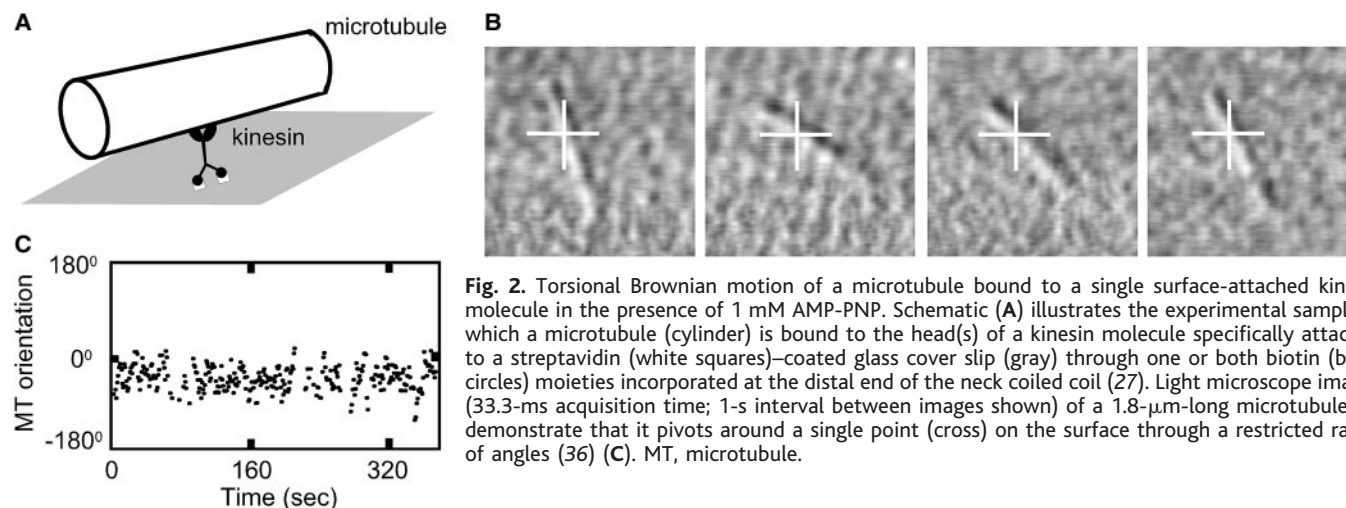 A
microtubule
kinesin
B
C
180⁰
0⁰
-180⁰
MT orientation
0
160
320
Time (sec)
Fig. 2. Torsional Brownian motion of a microtubule bound to a single surface-attached kin
molecule in the presence of 1 mM AMP-PNP. Schematic (A) illustrates the experimental sampl
which a microtubule (cylinder) is bound to the head(s) of a kinesin molecule specifically attac
to a streptavidin (white squares)–coated glass cover slip (gray) through one or both biotin (b
circles) moieties incorporated at the distal end of the neck coiled coil (27). Light microscope ima
(33.3-ms acquisition time; 1-s interval between images shown) of a 1.8-μm-long microtubule
demonstrate that it pivots around a single point (cross) on the surface through a restricted ra
of angles (36) (C). MT, microtubule.